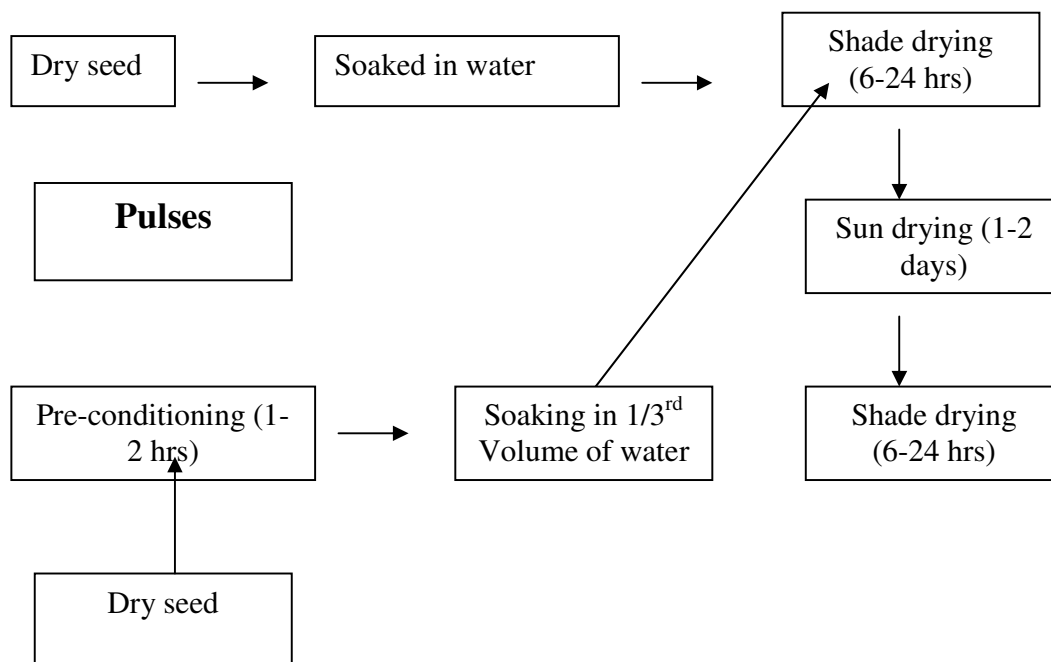 Dry seed
Soaked in water
Shade drying
(6-24 hrs)
Pulses
Sun drying (1-2
days)
Pre-conditioning (1-
2 hrs)
Soaking in 1/3rd
Volume of water
Shade drying
(6-24 hrs)
Dry seed